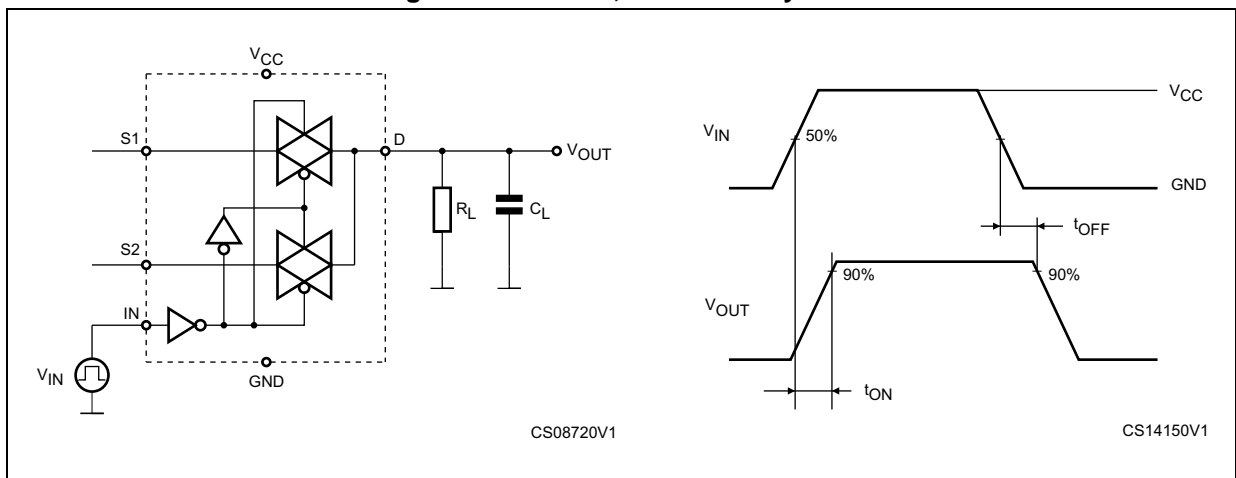 V_CC
S1
D
V_OUT
R_L
C_L
S2
IN
V_IN
GND
CS08720V1
V_CC
V_IN
50%
GND
t_OFF
90%
90%
V_OUT
t_ON
CS14150V1